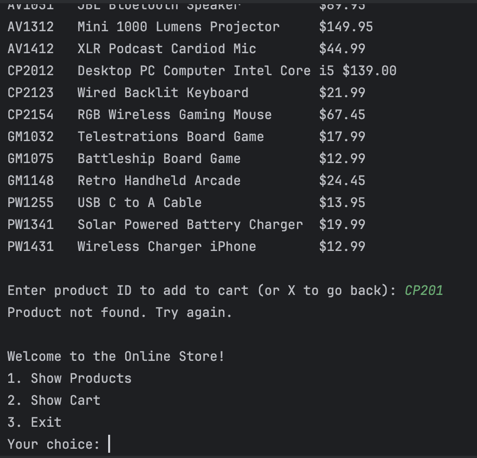 AV1051   JBL Bluetooth Speaker          $89.95
AV1312   Mini 1000 Lumens Projector     $149.95
AV1412   XLR Podcast Cardiod Mic        $44.99
CP2012   Desktop PC Computer Intel Core i5 $139.00
CP2123   Wired Backlit Keyboard         $21.99
CP2154   RGB Wireless Gaming Mouse      $67.45
GM1032   Telestrations Board Game       $17.99
GM1075   Battleship Board Game          $12.99
GM1148   Retro Handheld Arcade          $24.45
PW1255   USB C to A Cable               $13.95
PW1341   Solar Powered Battery Charger  $19.99
PW1431   Wireless Charger iPhone        $12.99
Enter product ID to add to cart (or X to go back): CP201
Product not found. Try again.
Welcome to the Online Store!
1. Show Products
2. Show Cart
3. Exit
Your choice: